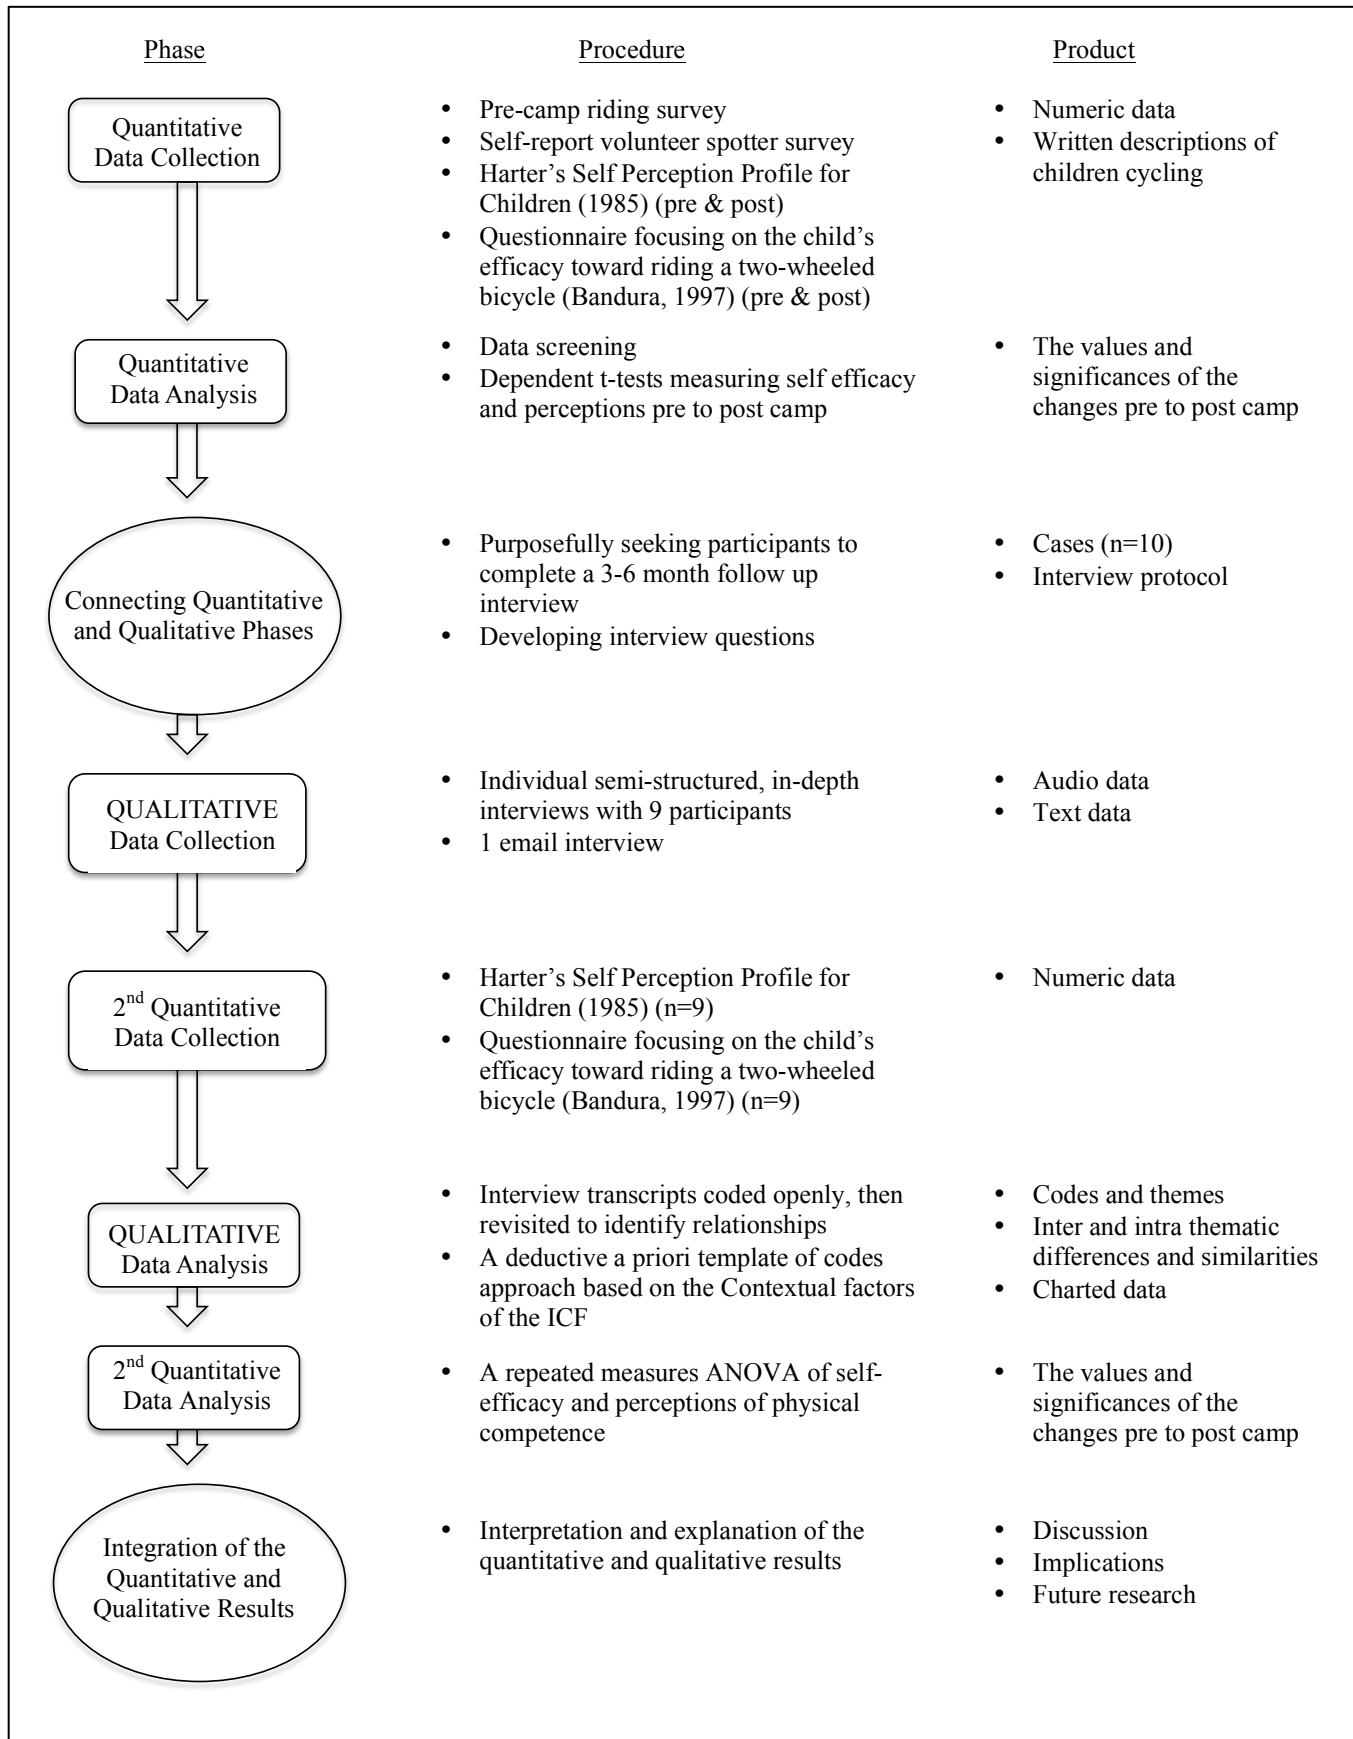 Phase Procedure Product
Quantitative
Data Collection
• Pre-camp riding survey
• Self-report volunteer spotter survey
• Harter’s Self Perception Profile for
Children (1985) (pre & post)
• Questionnaire focusing on the child’s
efficacy toward riding a two-wheeled
bicycle (Bandura, 1997) (pre & post)
• Numeric data
• Written descriptions of
children cycling
Quantitative
Data Analysis
• Data screening
• Dependent t-tests measuring self efficacy
and perceptions pre to post camp
• The values and
significances of the
changes pre to post camp
Connecting Quantitative
and Qualitative Phases
• Purposefully seeking participants to
complete a 3-6 month follow up
interview
• Developing interview questions
• Cases (n=10)
• Interview protocol
QUALITATIVE
Data Collection
• Individual semi-structured, in-depth
interviews with 9 participants
• 1 email interview
• Audio data
• Text data
2nd Quantitative
Data Collection
• Harter’s Self Perception Profile for
Children (1985) (n=9)
• Questionnaire focusing on the child’s
efficacy toward riding a two-wheeled
bicycle (Bandura, 1997) (n=9)
• Numeric data
QUALITATIVE
Data Analysis
• Interview transcripts coded openly, then
revisited to identify relationships
• A deductive a priori template of codes
approach based on the Contextual factors
of the ICF
• Codes and themes
• Inter and intra thematic
differences and similarities
• Charted data
2nd Quantitative
Data Analysis
• A repeated measures ANOVA of self-
efficacy and perceptions of physical
competence
• The values and
significances of the
changes pre to post camp
Integration of the
Quantitative and
Qualitative Results
• Interpretation and explanation of the
quantitative and qualitative results
• Discussion
• Implications
• Future research